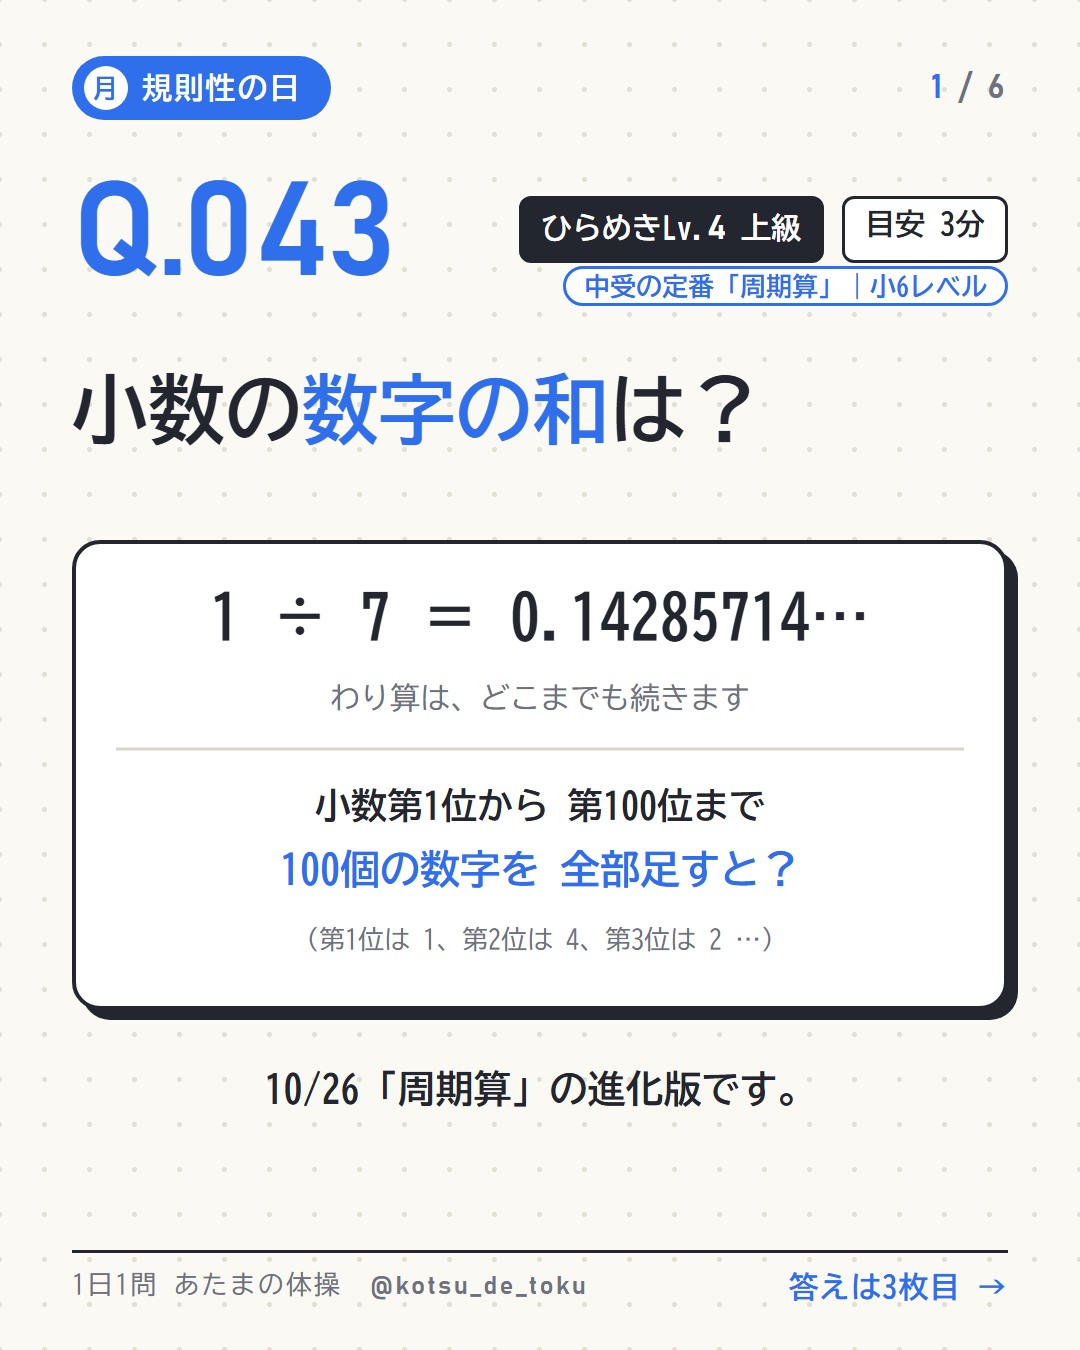 月 規則性の日
1 / 6
Q.043
ひらめきLv.4 上級
目安 3分
中受の定番「周期算」｜小6レベル
小数の数字の和は？
1 ÷ 7 = 0.14285714…
わり算は、どこまでも続きます
小数第1位から 第100位まで
100個の数字を 全部足すと？
（第1位は 1、第2位は 4、第3位は 2 …）
10/26「周期算」の進化版です。
1日1問 あたまの体操 @kotsu_de_toku
答えは3枚目 →